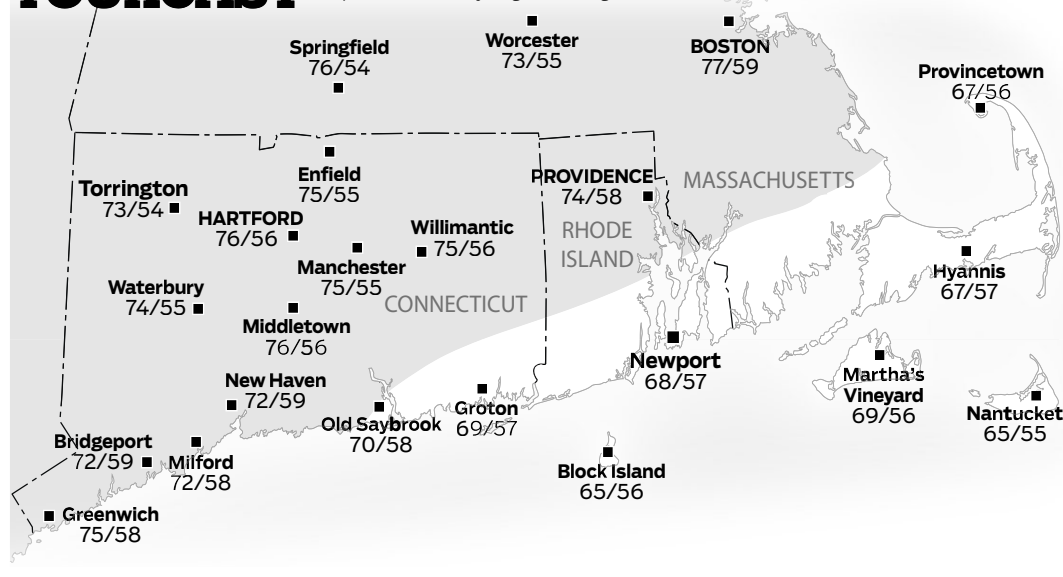 Springfield
76/54
Worcester
73/55
BOSTON
77/59
Provincetown
67/56
Enfield
75/55
Torrington
73/54
HARTFORD
76/56
Willimantic
75/56
Manchester
75/55
PROVIDENCE
74/58
MASSACHUSETTS
RHODE
ISLAND
Hyannis
67/57
Waterbury
74/55
Middletown
76/56
CONNECTICUT
Newport
68/57
Martha's
Vineyard
69/56
Nantucket
65/55
New Haven
72/59
Old Saybrook
70/58
Groton
69/57
Bridgeport
72/59
Milford
72/58
Block Island
65/56
Greenwich
75/58